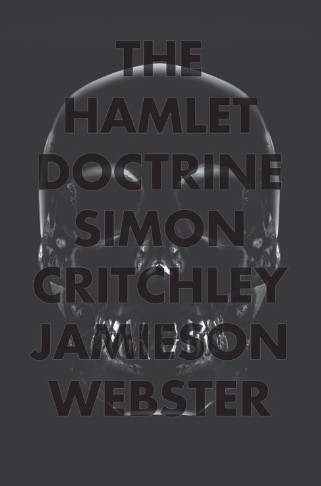 THE
HAMLET
DOCTRINE
SIMON
CRITCHLEY
JAMIESON
WEBSTER